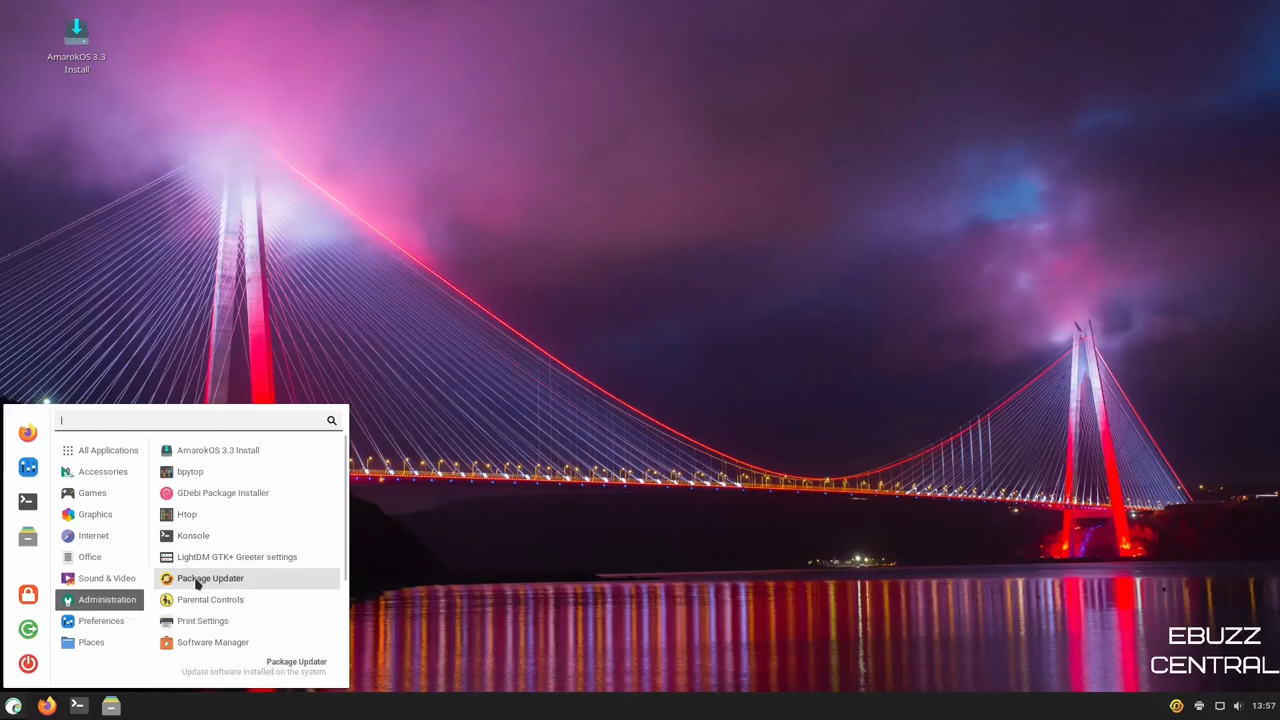 AmarokOS 3.3
Install
All Applications
Accessories
Games
Graphics
Internet
Office
Sound & Video
Administration
Preferences
Places
AmarokOS 3.3 Install
bpytop
GDebi Package Installer
Htop
Konsole
LightDM GTK+ Greeter settings
Package Updater
Parental Controls
Print Settings
Software Manager
Package Updater
Update software installed on the system
EBUZZ
CENTRAL
13:57